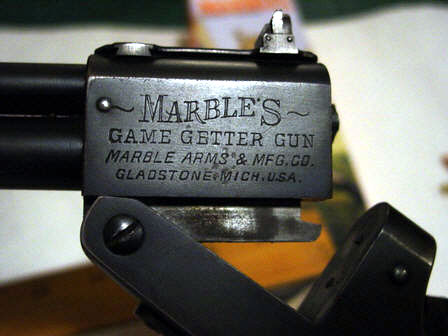 ~MARBLE'S~
GAME GETTER GUN
MARBLE ARMS & MFG.CO.
GLADSTONE.MICH.U.S.A.